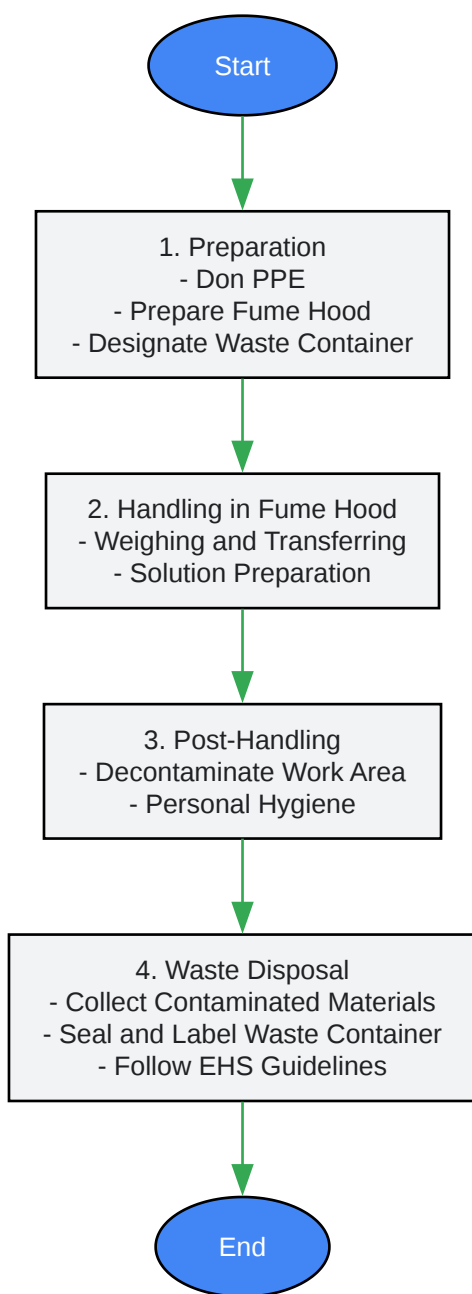 Start
1. Preparation
- Don PPE
- Prepare Fume Hood
- Designate Waste Container
2. Handling in Fume Hood
- Weighing and Transferring
- Solution Preparation
3. Post-Handling
- Decontaminate Work Area
- Personal Hygiene
4. Waste Disposal
- Collect Contaminated Materials
- Seal and Label Waste Container
- Follow EHS Guidelines
End